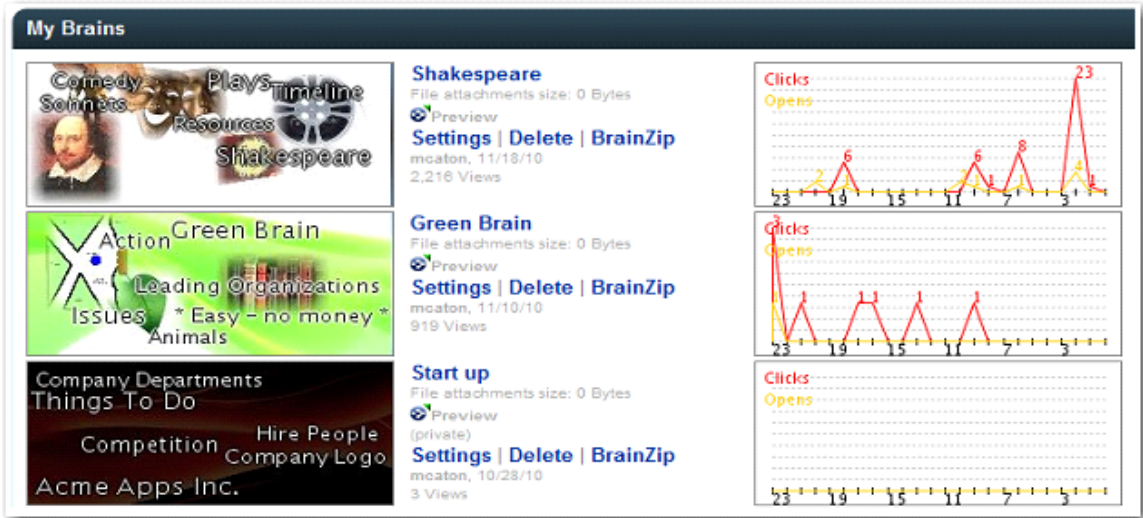 My Brains
Comedy
Plays
Sonnets
Timeline
Resources
Shakespeare
Shakespeare
File attachments size: 0 Bytes
Preview
Settings | Delete | BrainZip
mcaton, 11/18/10
2,216 Views
Clicks
Opens
23
6
6
8
1
2
1
2
1
1
4
23 19 15 11 7 3
Action
Green Brain
Leading Organizations
Issues
* Easy - no money *
Animals
Green Brain
File attachments size: 0 Bytes
Preview
Settings | Delete | BrainZip
mcaton, 11/10/10
919 Views
3
Clicks
Opens
1 1 1 1 1
23 19 15 11 7 3
Company Departments
Things To Do
Competition
Hire People
Company Logo
Acme Apps Inc.
Start up
File attachments size: 0 Bytes
Preview
(private)
Settings | Delete | BrainZip
mcaton, 10/28/10
3 Views
Clicks
Opens
23 19 15 11 7 3